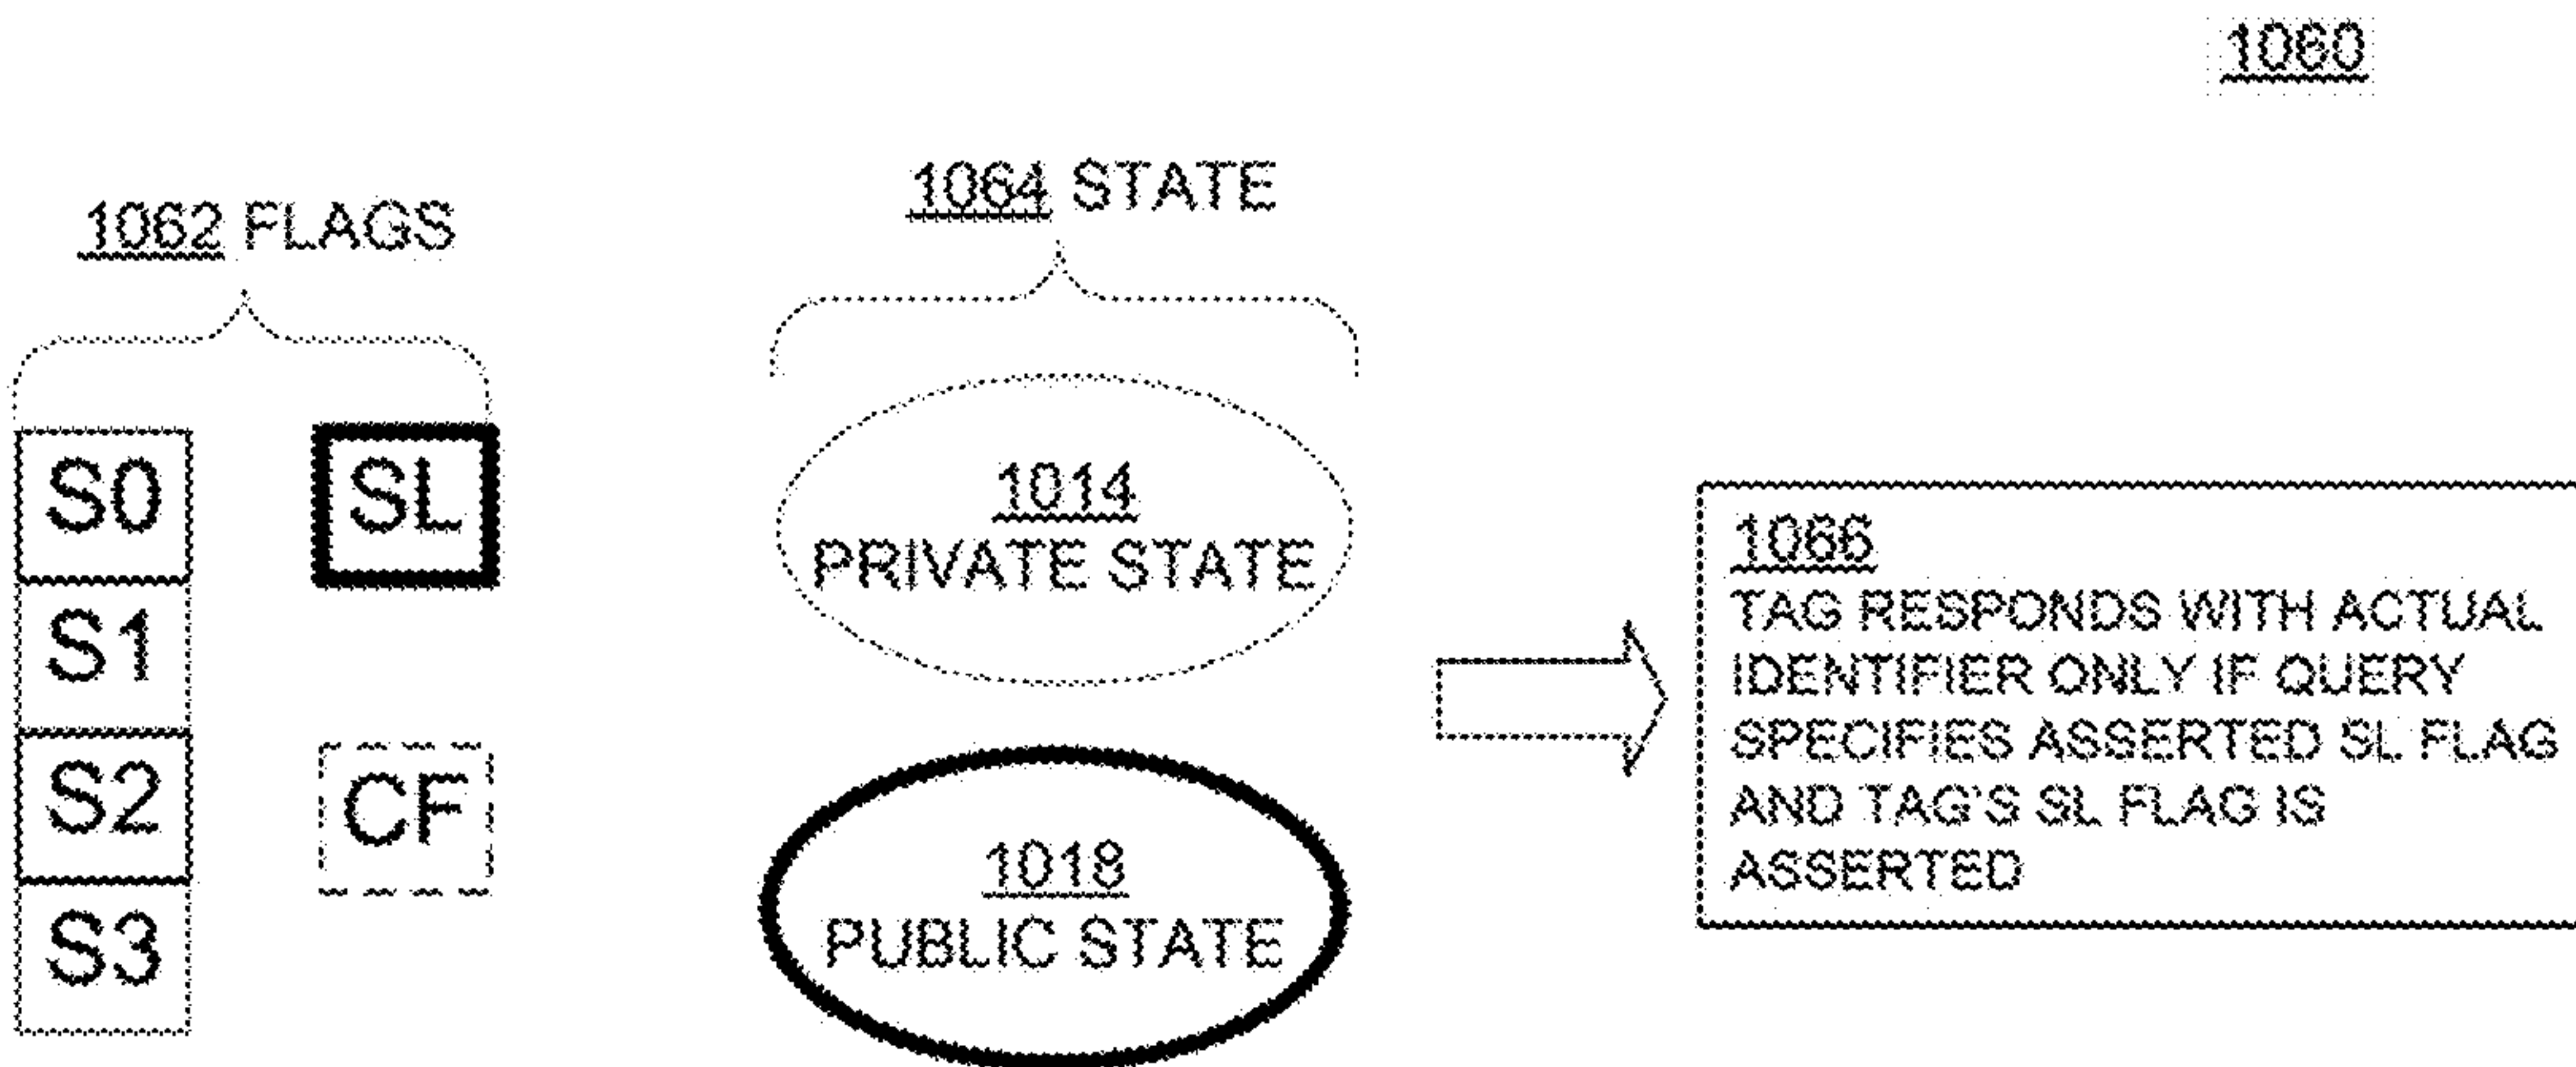 1060
1062 FLAGS
1064 STATE
S0
S1
S2
S3
SL
CF
1014
PRIVATE STATE
1018
PUBLIC STATE
1066
TAG RESPONDS WITH ACTUAL
IDENTIFIER ONLY IF QUERY
SPECIFIES ASSERTED SL FLAG
AND TAG'S SL FLAG IS
ASSERTED